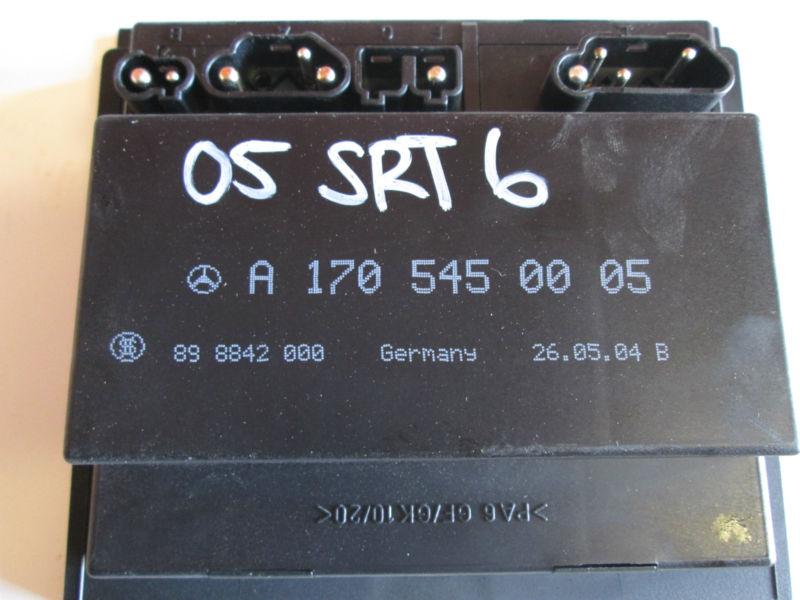 05 SRT 6
A 170 545 00 05
89 8842 000 Germany 26.05.04 B
>PA6 GF/GK10/20<